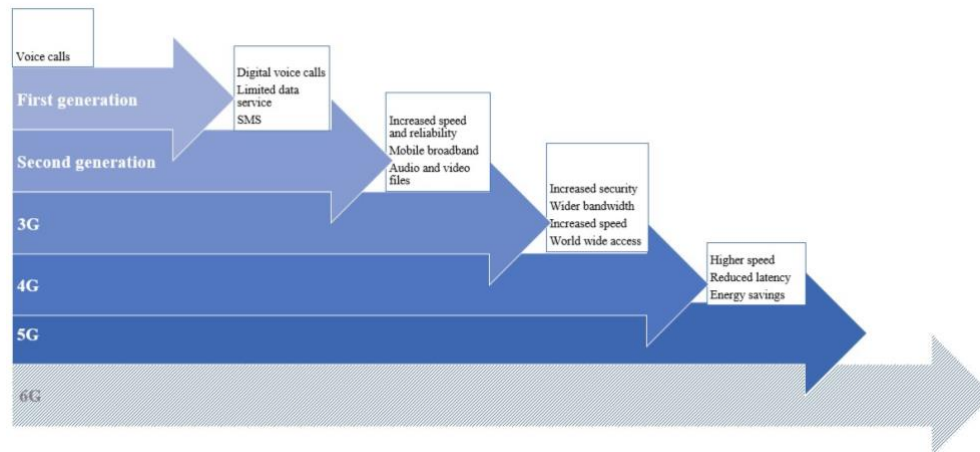 Voice calls
First generation
Digital voice calls
Limited data
service
SMS
Second generation
Increased speed
and reliability
Mobile broadband
Audio and video
files
3G
Increased security
Wider bandwidth
Increased speed
World wide access
4G
Higher speed
Reduced latency
Energy savings
5G
6G